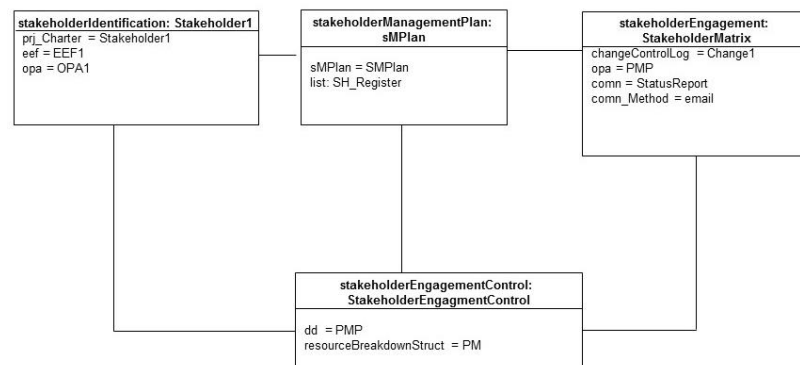 stakeholderIdentification: Stakeholder1
prj_Charter = Stakeholder1
eef = EEF1
opa = OPA1
stakeholderManagementPlan:
sMPlan
sMPlan = SMPlan
list: SH_Register
stakeholderEngagement:
StakeholderMatrix
changeControlLog = Change1
opa = PMP
comn = StatusReport
comn_Method = email
stakeholderEngagementControl:
StakeholderEngagmentControl
dd = PMP
resourceBreakdownStruct = PM